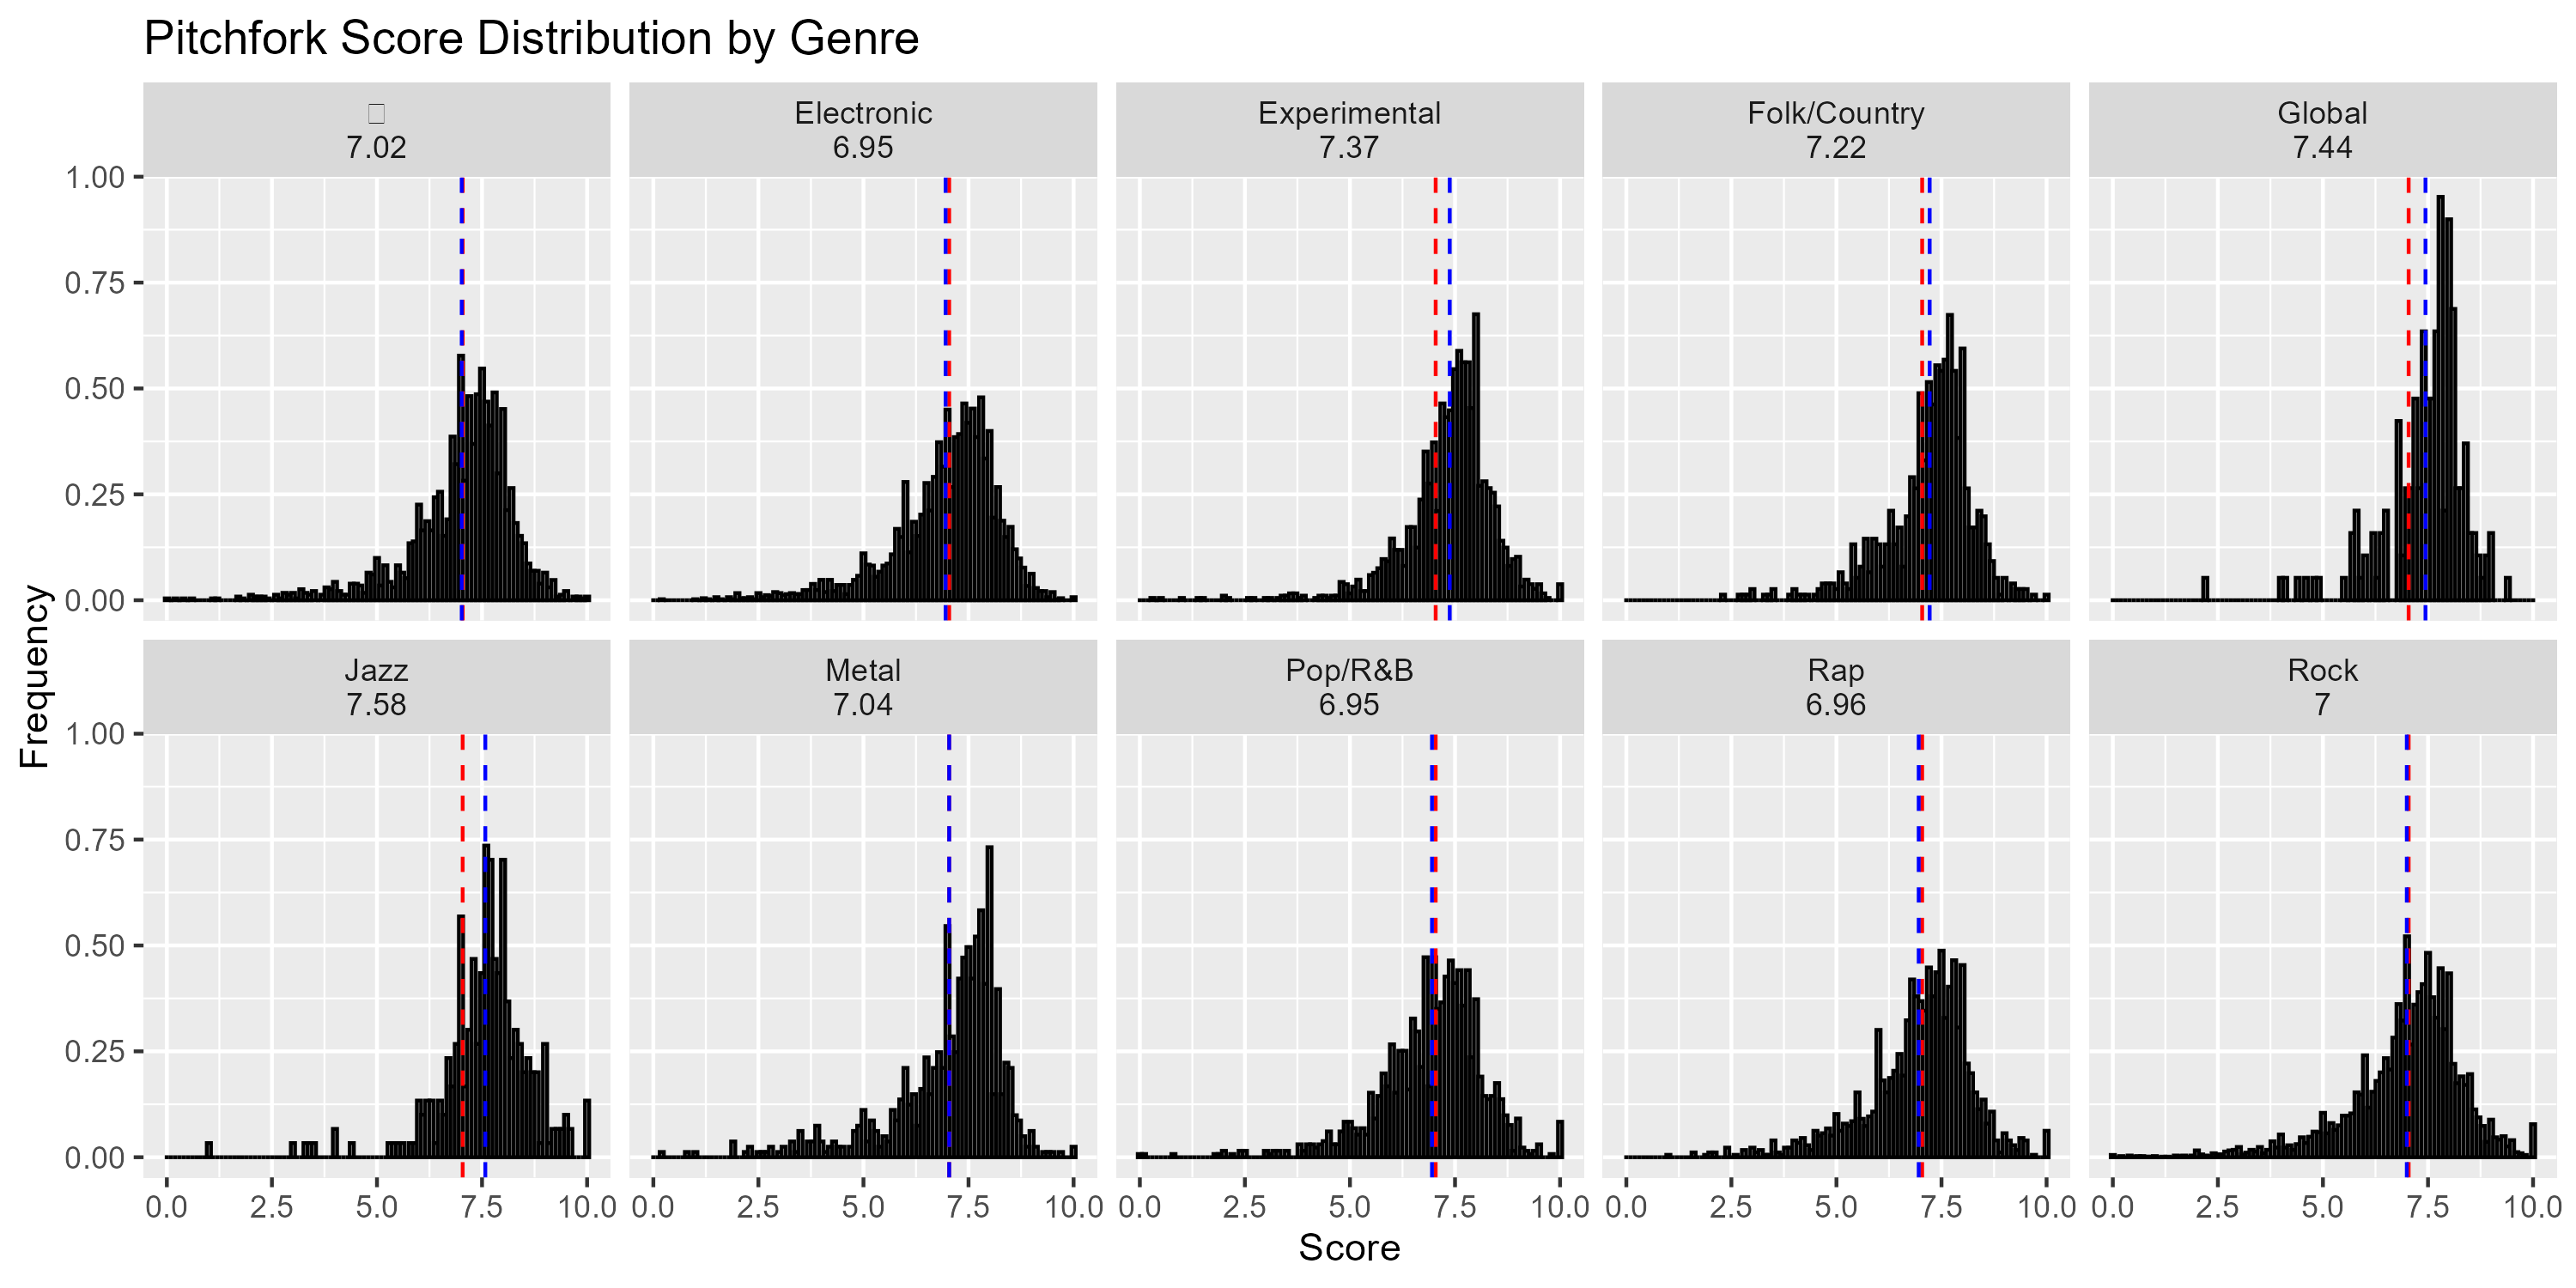 Pitchfork Score Distribution by Genre
7.02
Electronic
6.95
Experimental
7.37
Folk/Country
7.22
Global
7.44
1.00
0.75
0.50
0.25
0.00
Frequency
Jazz
7.58
Metal
7.04
Pop/R&B
6.95
Rap
6.96
Rock
7
1.00
0.75
0.50
0.25
0.00
0.0 2.5 5.0 7.5 10.0 0.0 2.5 5.0 7.5 10.0 0.0 2.5 5.0 7.5 10.0 0.0 2.5 5.0 7.5 10.0 0.0 2.5 5.0 7.5 10.0
Score